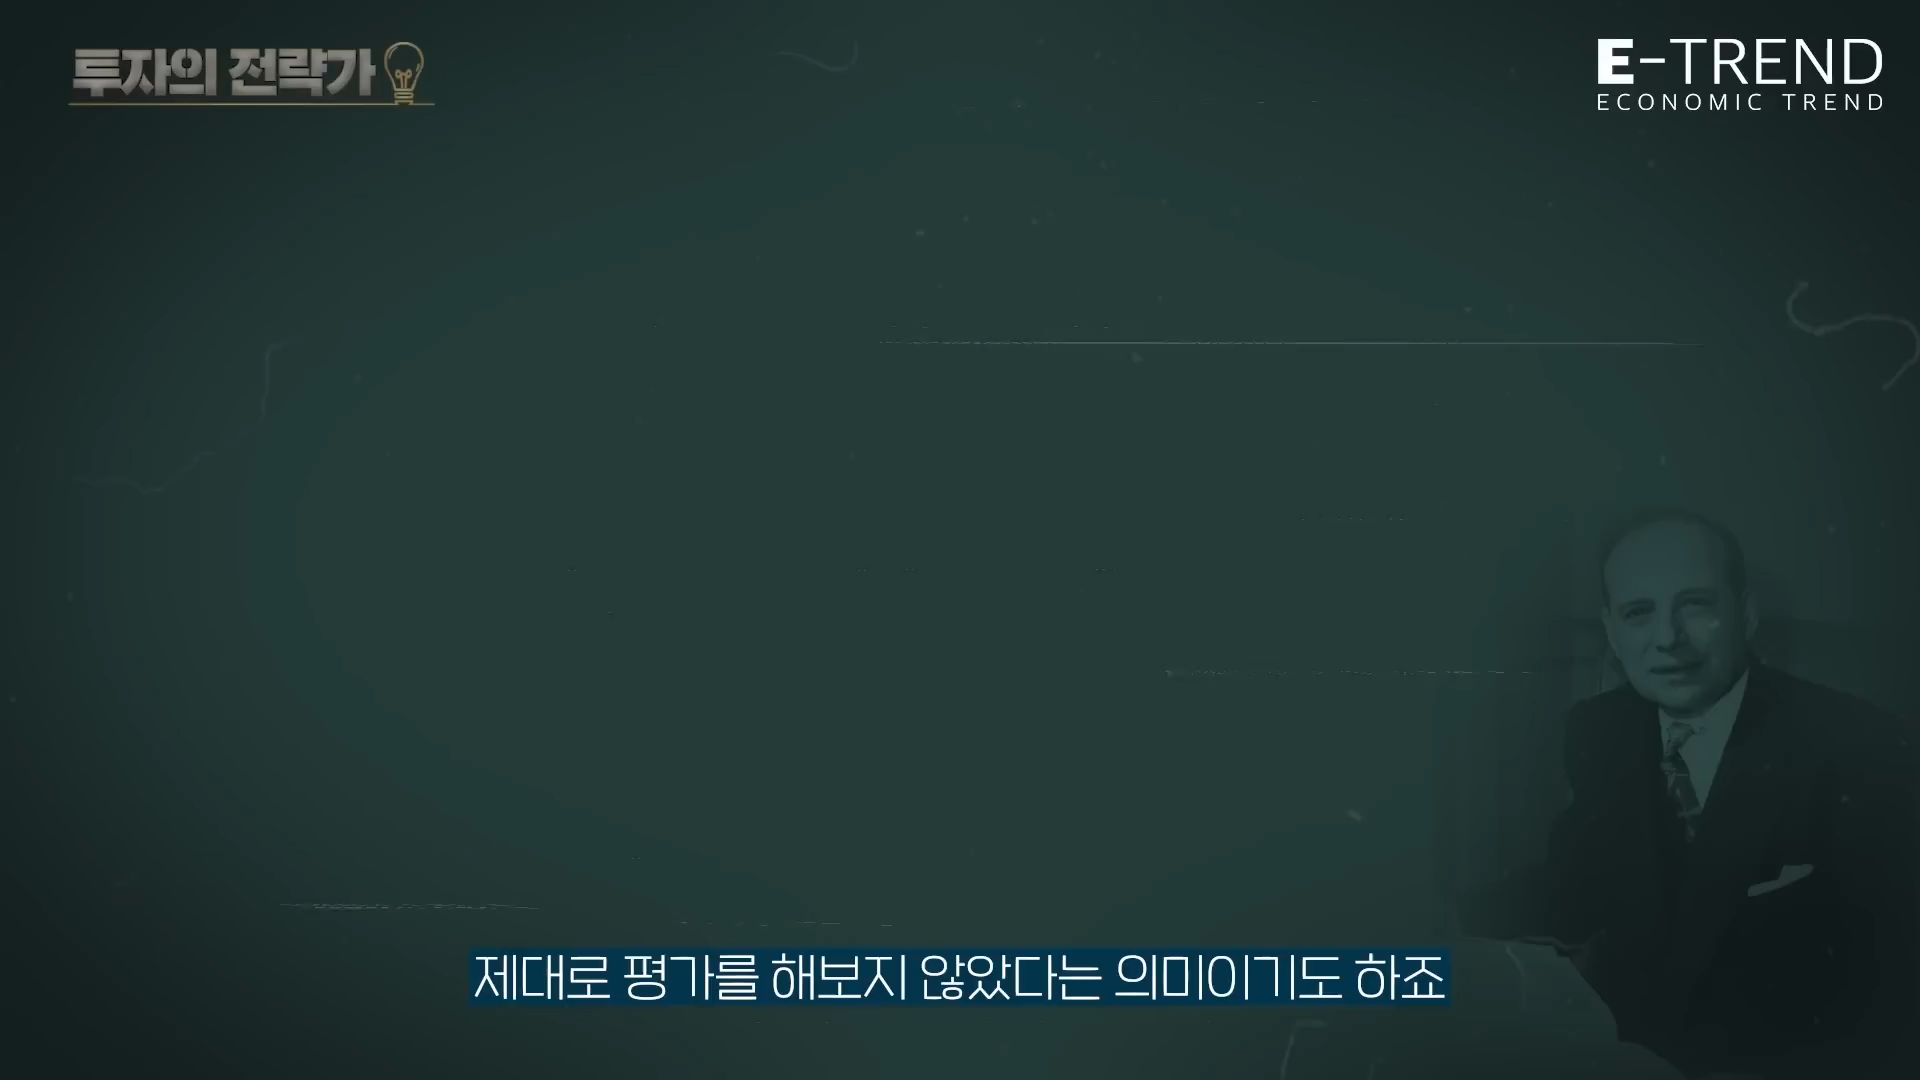 투자의 전략가
E-TREND
ECONOMIC TREND
제대로 평가를 해보지 않았다는 의미이기도 하죠